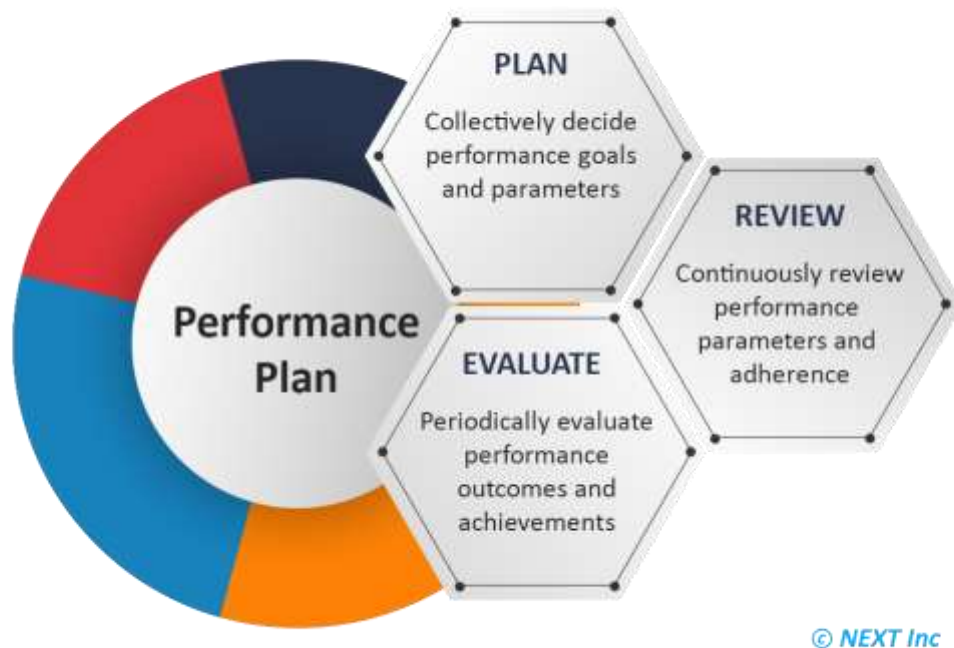 Performance
Plan
PLAN
Collectively decide
performance goals
and parameters
REVIEW
Continuously review
performance
parameters and
adherence
EVALUATE
Periodically evaluate
performance
outcomes and
achievements
© NEXT Inc